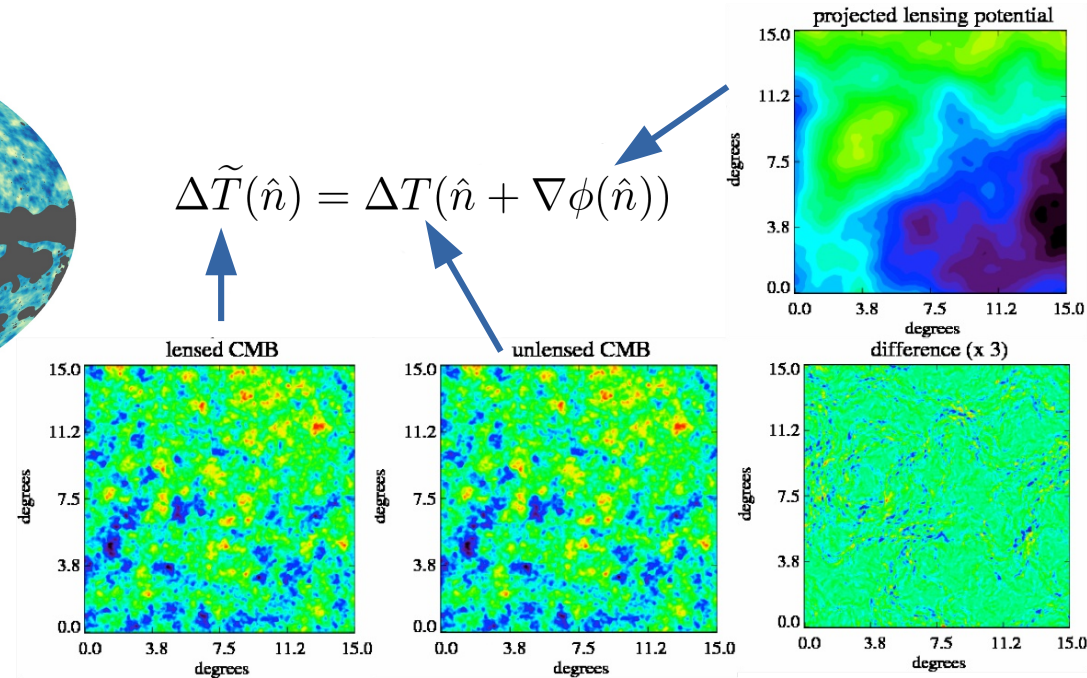 projected lensing potential
15.0
11.2
7.5
3.8
0.0
degrees
0.0 3.8 7.5 11.2 15.0
degrees
ΔT̃(n̂) = ΔT(n̂ + ∇ϕ(n̂))
lensed CMB
15.0
11.2
7.5
3.8
0.0
degrees
0.0 3.8 7.5 11.2 15.0
degrees
unlensed CMB
15.0
11.2
7.5
3.8
0.0
degrees
0.0 3.8 7.5 11.2 15.0
degrees
difference (x 3)
15.0
11.2
7.5
3.8
0.0
degrees
0.0 3.8 7.5 11.2 15.0
degrees